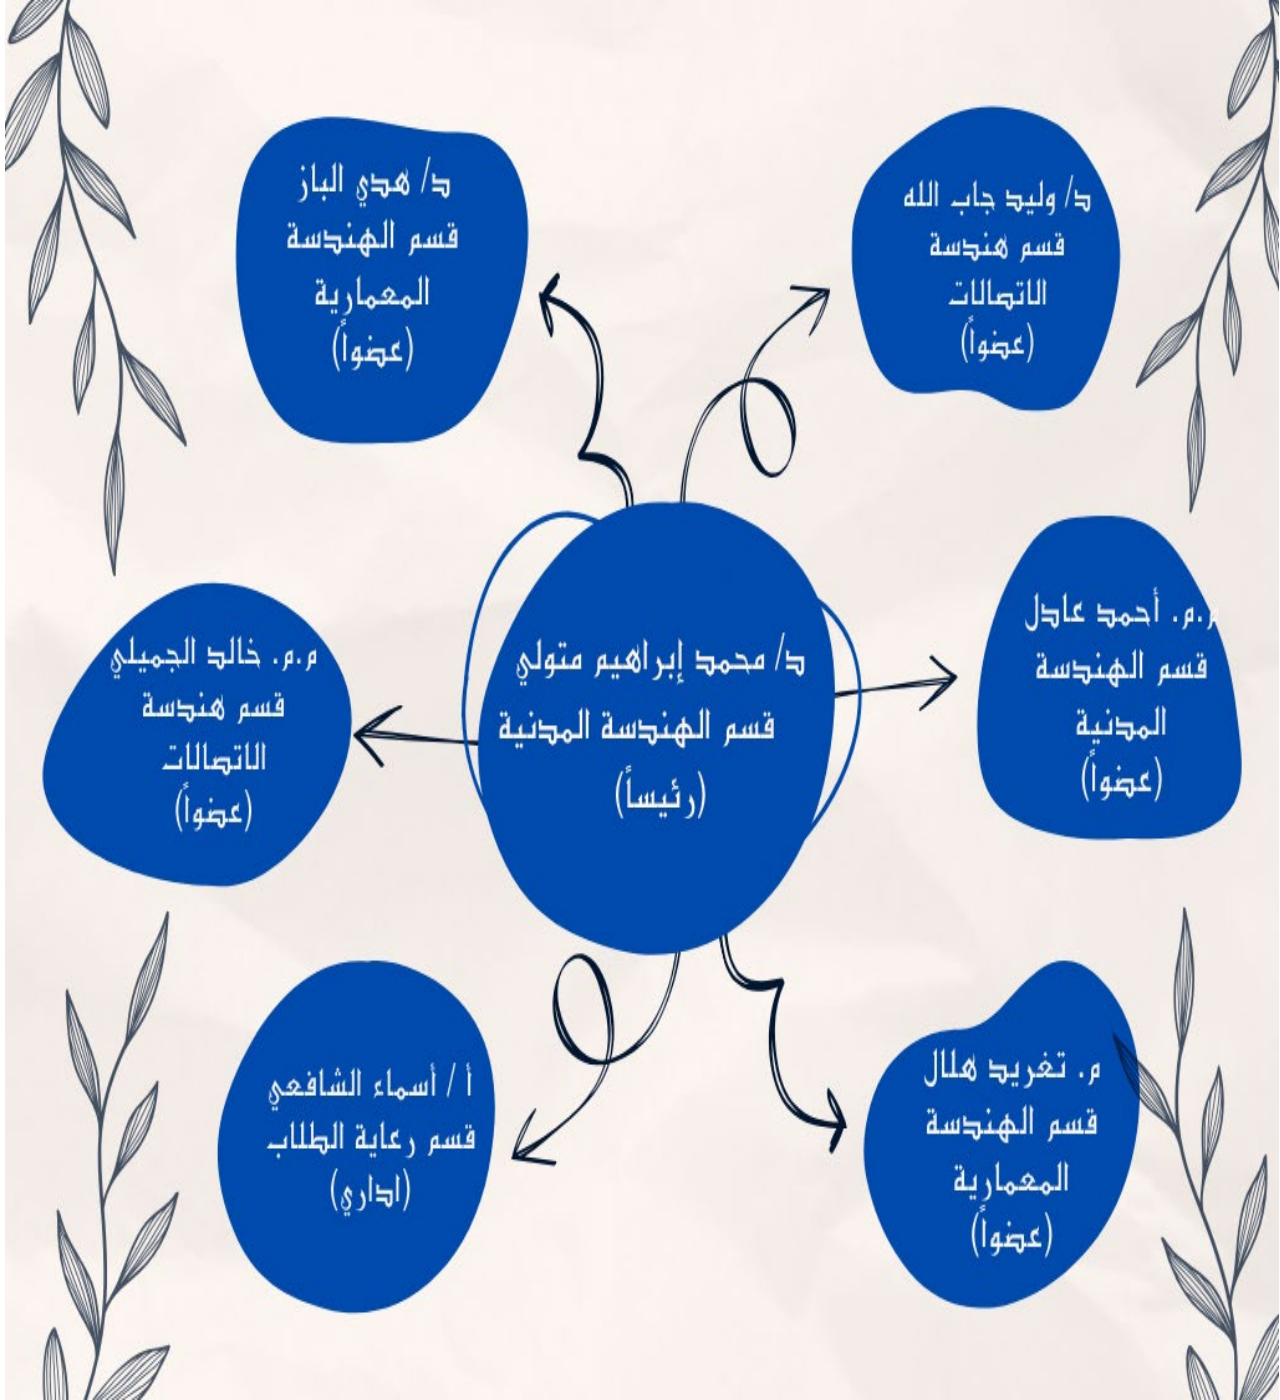 د/ وليد جاب الله
قسم هندسة
الاتصالات
(عضواً)
د/ هدي الباز
قسم الهندسة
المعمارية
(عضواً)
م.م. أحمد عادل
قسم الهندسة
المدنية
(عضواً)
د/ محمد إبراهيم متولي
قسم الهندسة المدنية
(رئيساً)
م.م. خالد الجميلي
قسم هندسة
الاتصالات
(عضواً)
م. تغريد هلال
قسم الهندسة
المعمارية
(عضواً)
أ / أسماء الشافعي
قسم رعاية الطلاب
(اداري)